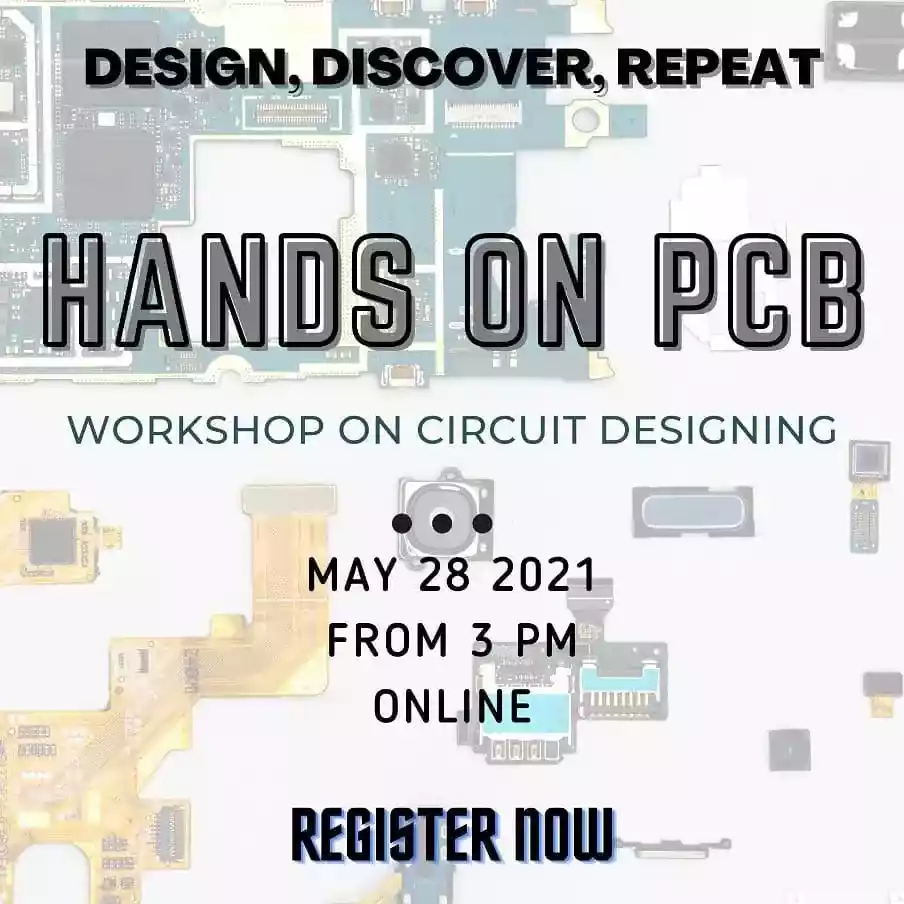 DESIGN, DISCOVER, REPEAT
HANDS ON PCB
WORKSHOP ON CIRCUIT DESIGNING
MAY 28 2021
FROM 3 PM
ONLINE
REGISTER NOW